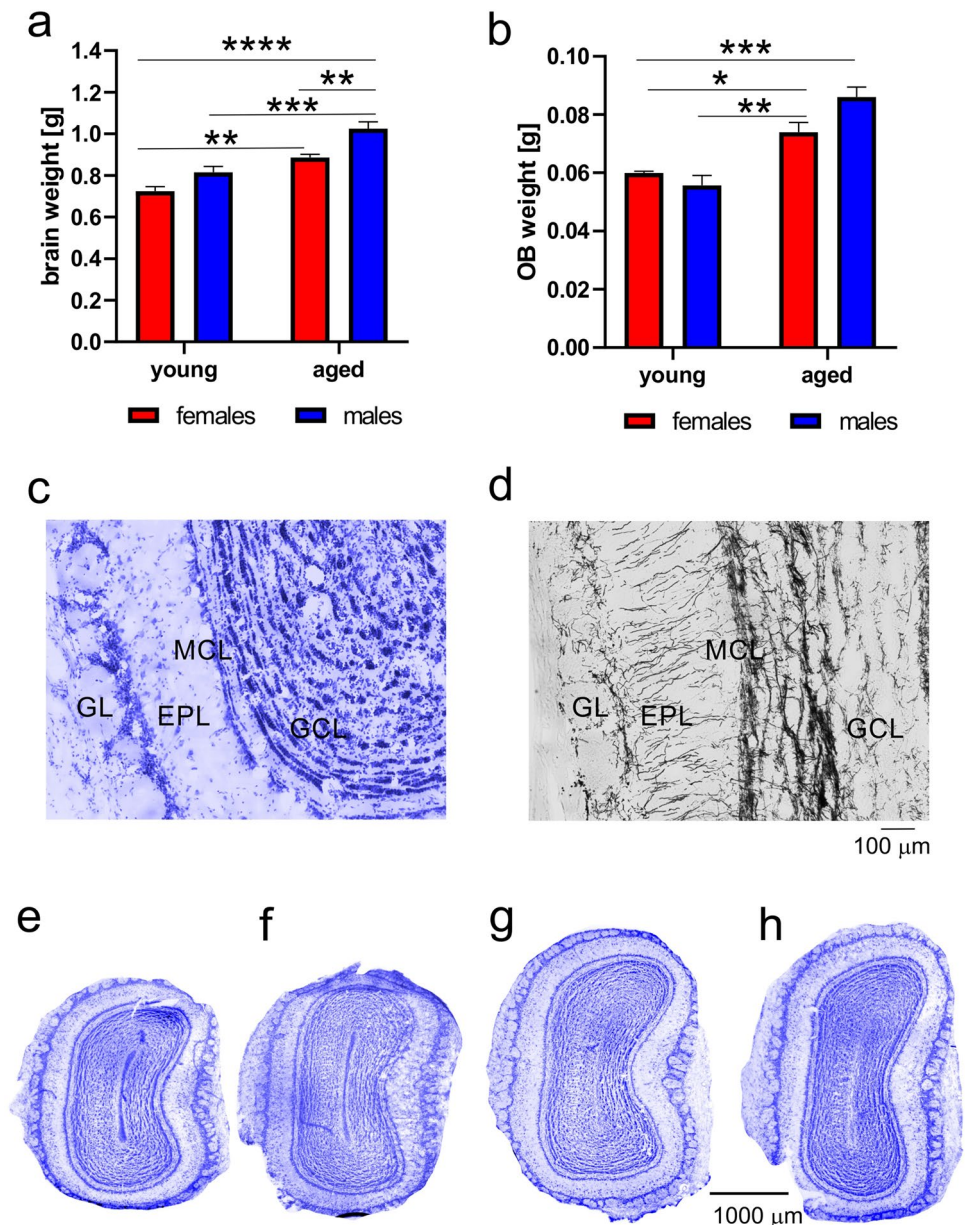 a
****
**
***
**
1.4
1.2
1.0
0.8
0.6
0.4
0.2
0.0
brain weight [g]
young aged
females males
b
***
*
**
0.10
0.08
0.06
0.04
0.02
0.00
OB weight [g]
young aged
females males
c
MCL
GL EPL GCL
d
MCL
GL EPL GCL
100 μm
e f g h
1000 μm